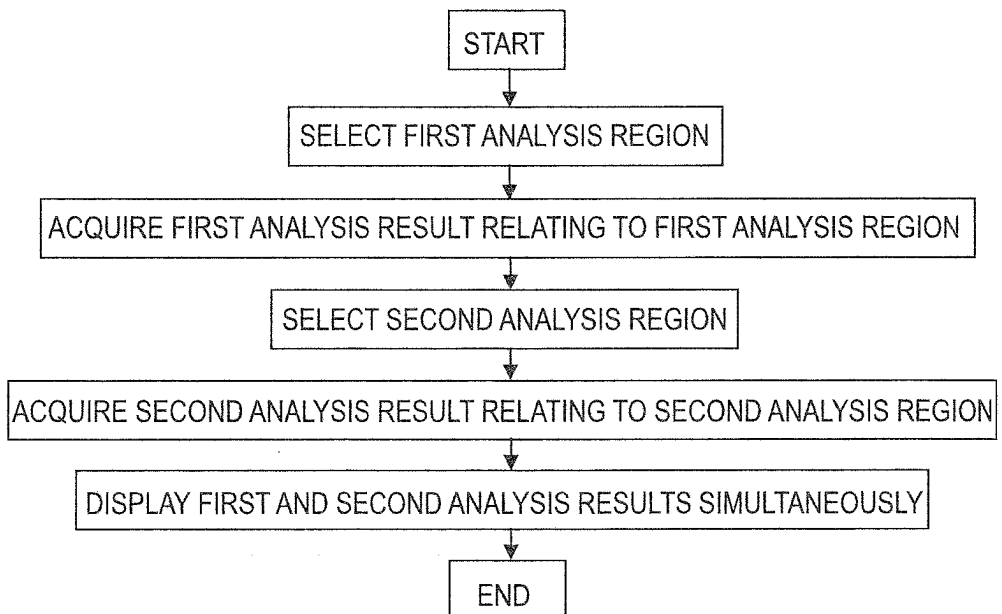 START
SELECT FIRST ANALYSIS REGION
ACQUIRE FIRST ANALYSIS RESULT RELATING TO FIRST ANALYSIS REGION
SELECT SECOND ANALYSIS REGION
ACQUIRE SECOND ANALYSIS RESULT RELATING TO SECOND ANALYSIS REGION
DISPLAY FIRST AND SECOND ANALYSIS RESULTS SIMULTANEOUSLY
END